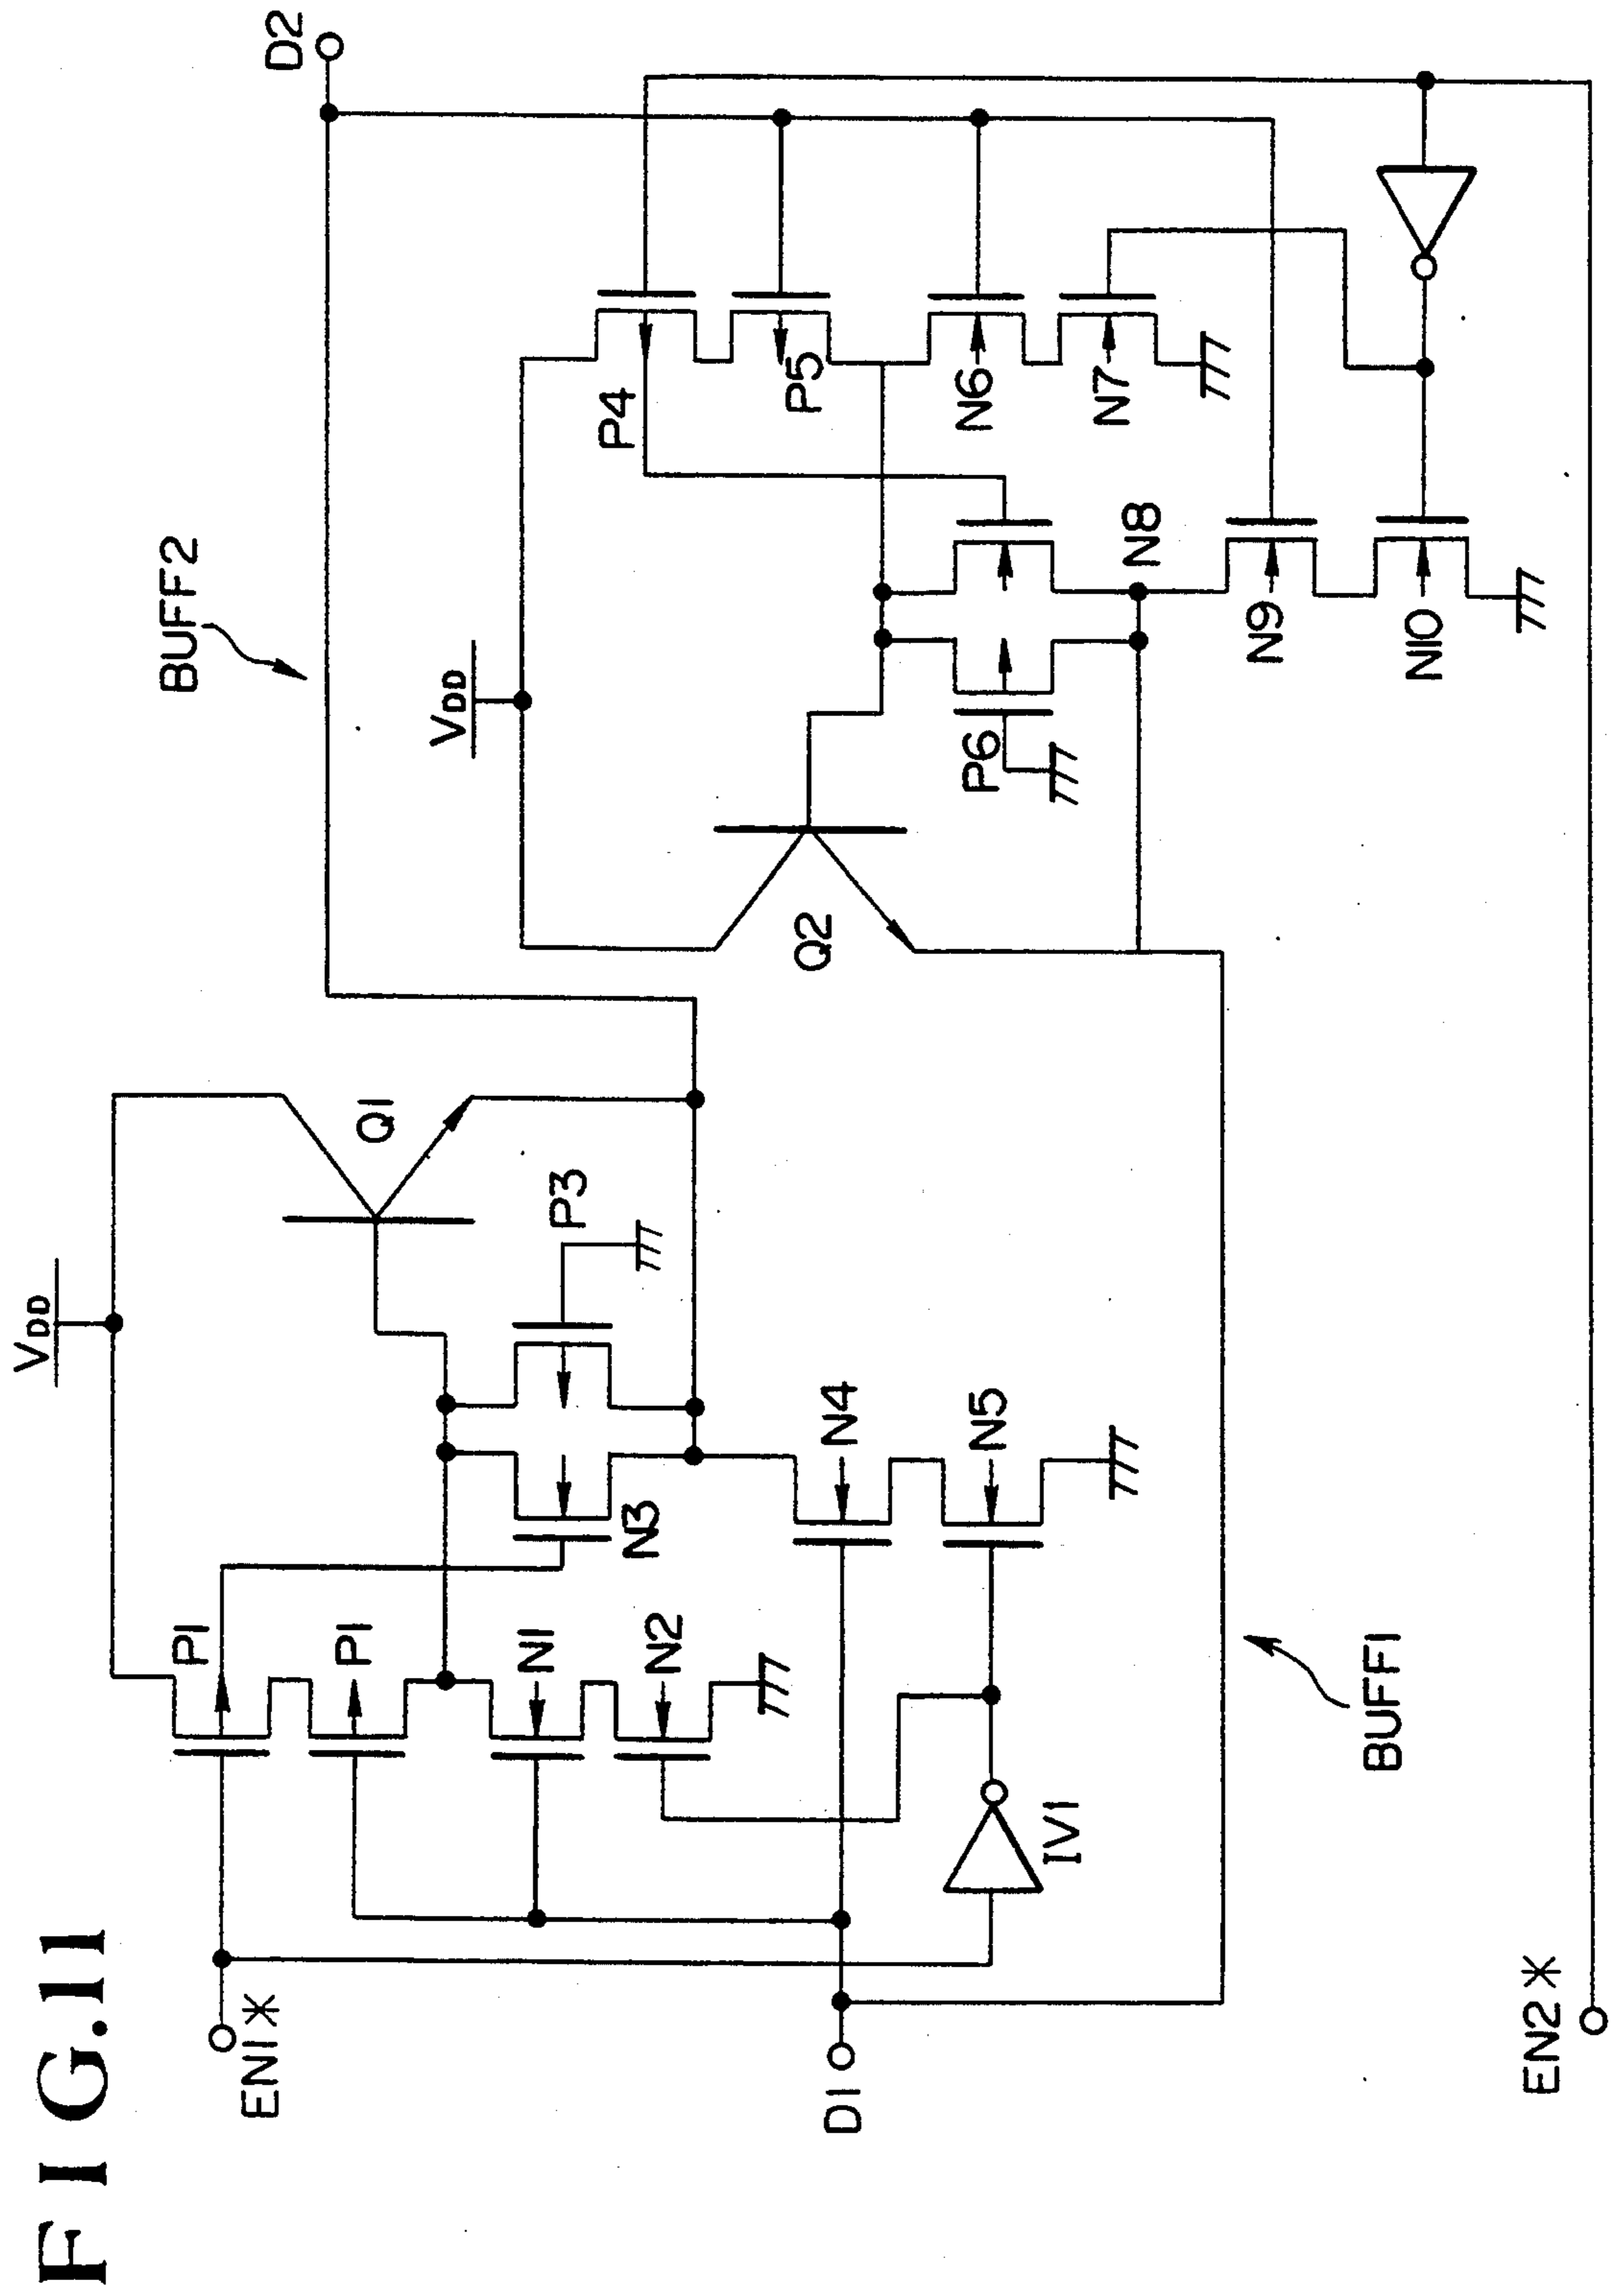 FIG.11
VDD
BUFF2
D2
EN1*
P1
P1
Q1
N1
N2
N3
P3
VDD
P4
P5
Q2
P6
N6
N7
N8
D1
IV1
N4
N5
N9
N10
BUFF1
EN2*